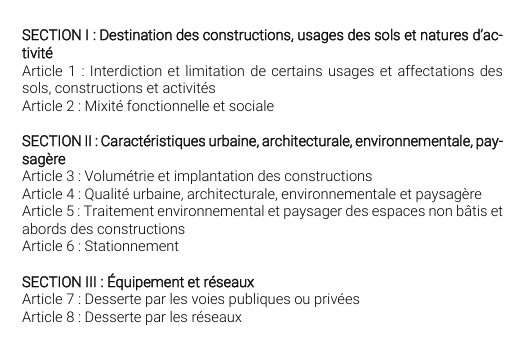 SECTION I : Destination des constructions, usages des sols et natures d'ac-
tivité
Article 1 : Interdiction et limitation de certains usages et affectations des
sols, constructions et activités
Article 2 : Mixité fonctionnelle et sociale
SECTION II : Caractéristiques urbaine, architecturale, environnementale, pay-
sagère
Article 3 : Volumétrie et implantation des constructions
Article 4 : Qualité urbaine, architecturale, environnementale et paysagère
Article 5 : Traitement environnemental et paysager des espaces non bâtis et
abords des constructions
Article 6 : Stationnement
SECTION III : Équipement et réseaux
Article 7 : Desserte par les voies publiques ou privées
Article 8 : Desserte par les réseaux